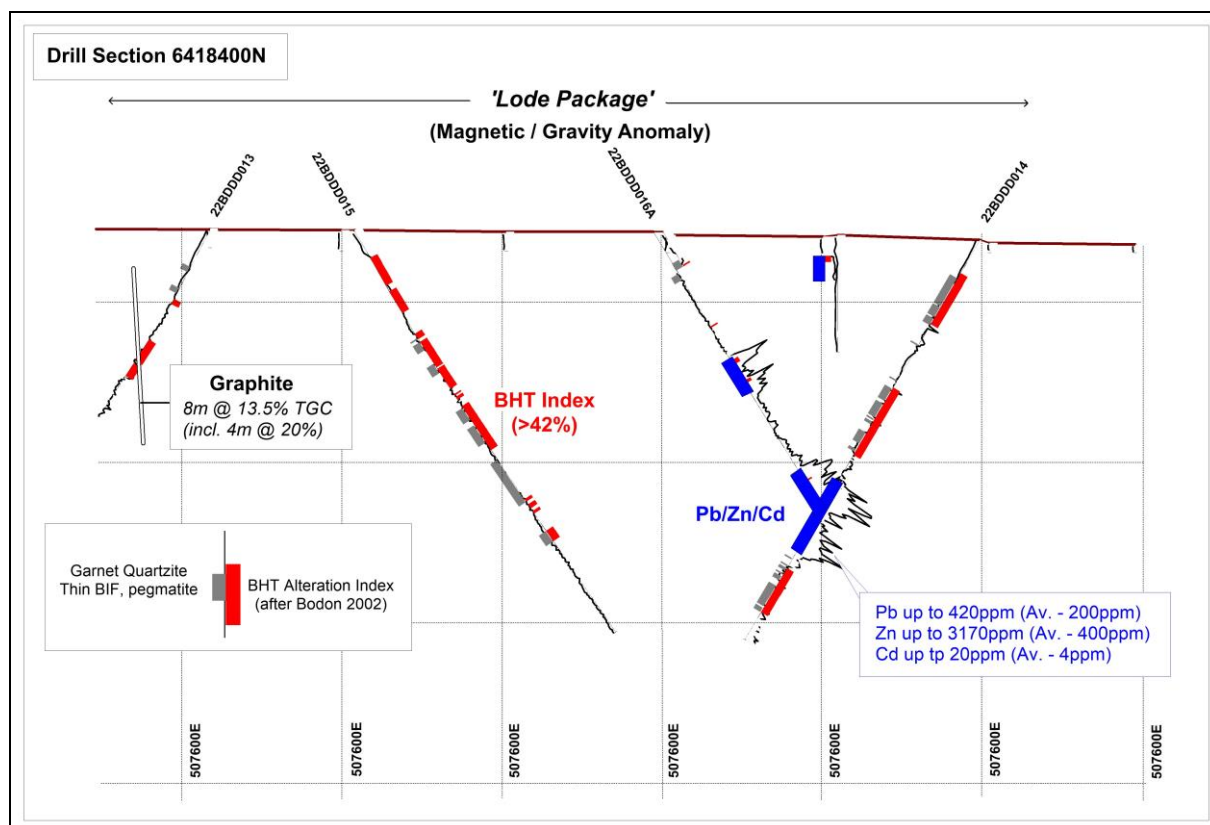 Drill Section 6418400N
'Lode Package'
(Magnetic / Gravity Anomaly)
22BDDD013
22BDDD015
22BDDD016A
22BDDD014
Graphite
8m @ 13.5% TGC
(incl. 4m @ 20%)
BHT Index
(>42%)
Pb/Zn/Cd
Garnet Quartzite
Thin BIF, pegmatite
BHT Alteration Index
(after Bodon 2002)
Pb up to 420ppm (Av. - 200ppm)
Zn up to 3170ppm (Av. - 400ppm)
Cd up tp 20ppm (Av. - 4ppm)
507600E
507600E
507600E
507600E
507600E
507600E
507600E